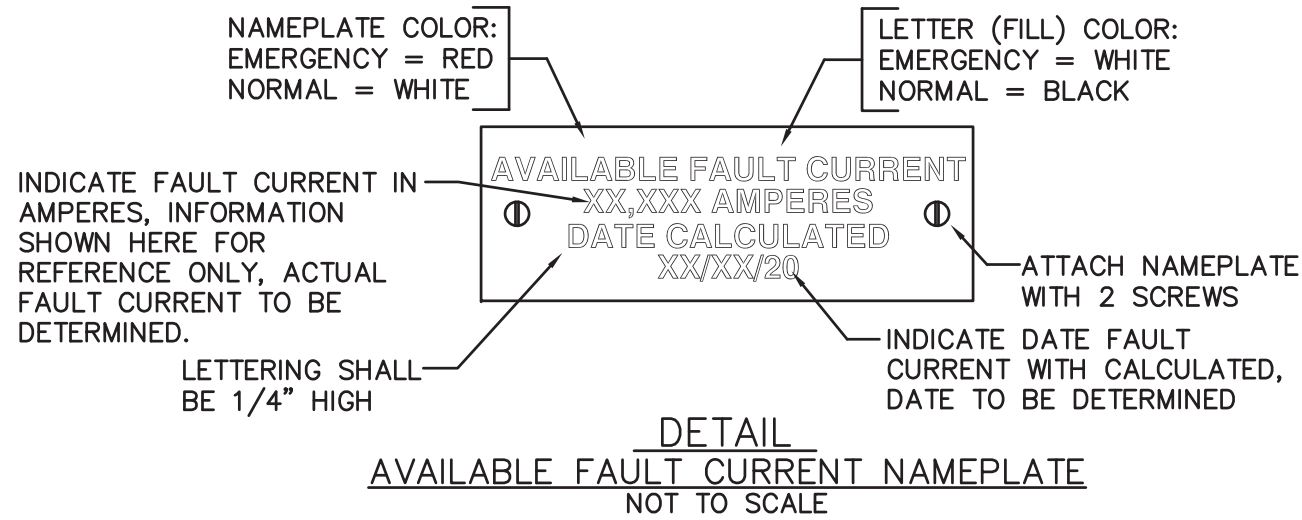 NAMEPLATE COLOR:
EMERGENCY = RED
NORMAL = WHITE
LETTER (FILL) COLOR:
EMERGENCY = WHITE
NORMAL = BLACK
AVAILABLE FAULT CURRENT
XX,XXX AMPERES
DATE CALCULATED
XX/XX/20
INDICATE FAULT CURRENT IN
AMPERES, INFORMATION
SHOWN HERE FOR
REFERENCE ONLY, ACTUAL
FAULT CURRENT TO BE
DETERMINED.
LETTERING SHALL
BE 1/4" HIGH
ATTACH NAMEPLATE
WITH 2 SCREWS
INDICATE DATE FAULT
CURRENT WITH CALCULATED,
DATE TO BE DETERMINED
DETAIL
AVAILABLE FAULT CURRENT NAMEPLATE
NOT TO SCALE